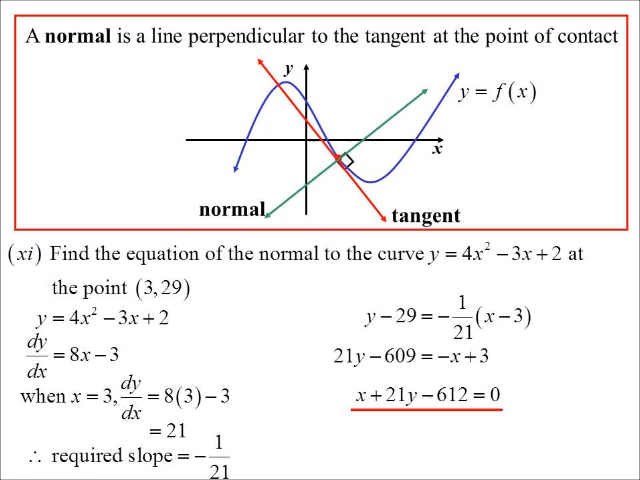 A normal is a line perpendicular to the tangent at the point of contact
y
y = f(x)
x
normal
tangent
(xi) Find the equation of the normal to the curve y = 4x² − 3x + 2 at
the point (3, 29)
y = 4x² − 3x + 2
dy/dx = 8x − 3
when x = 3, dy/dx = 8(3) − 3
= 21
∴ required slope = − 1/21
y − 29 = − 1/21 (x − 3)
21y − 609 = −x + 3
x + 21y − 612 = 0